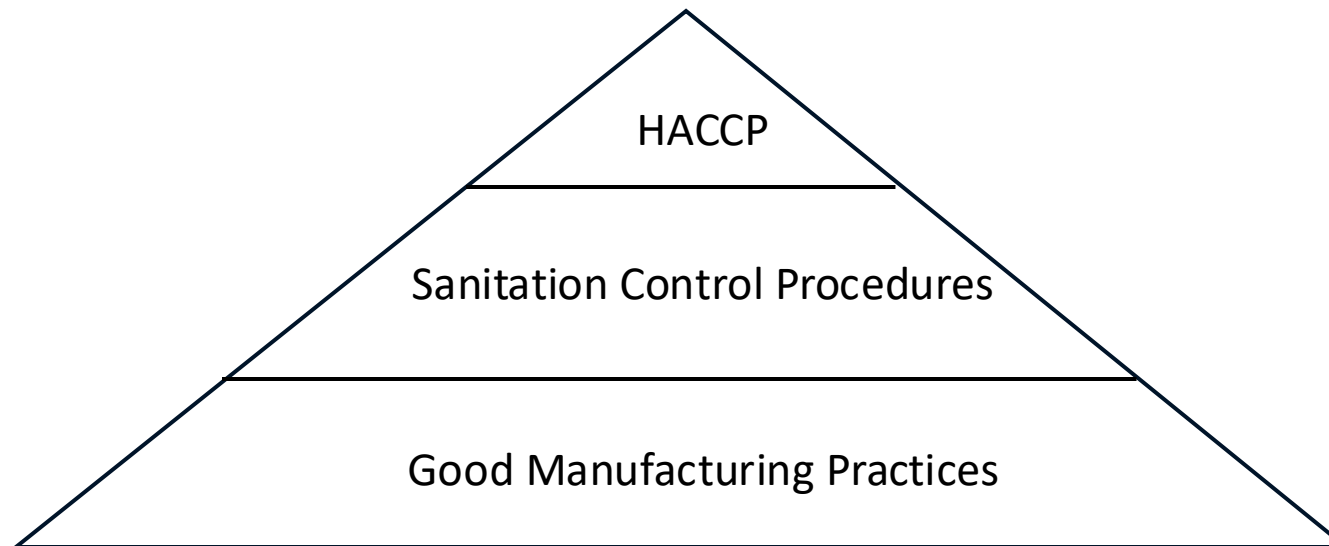 HACCP
Sanitation Control Procedures
Good Manufacturing Practices